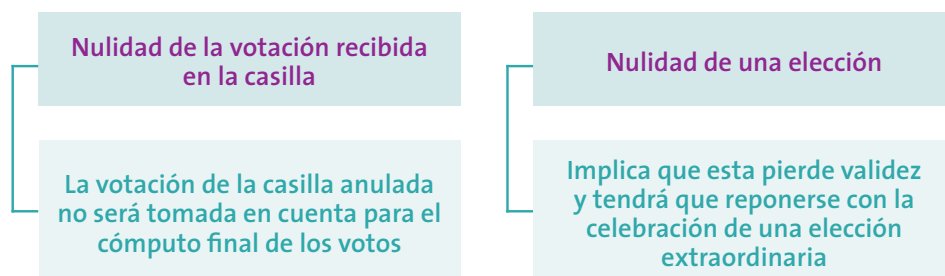 Nulidad de la votación recibida
en la casilla
La votación de la casilla anulada
no será tomada en cuenta para el
cómputo final de los votos
Nulidad de una elección
Implica que esta pierde validez
y tendrá que reponerse con la
celebración de una elección
extraordinaria